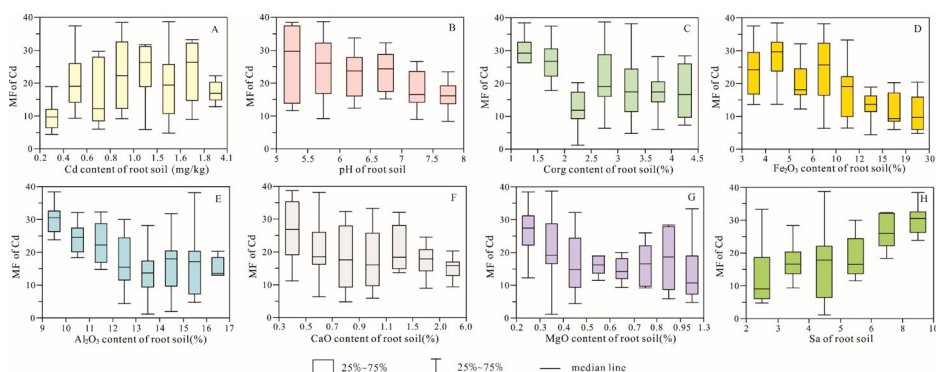 A
MF of Cd
40
30
20
10
0
0.2 0.4 0.5 0.6 0.9 1.0 1.5 1.6 1.8 4.1
Cd content of root soil (mg/kg)
B
MF of Cd
40
30
20
10
0
5 5.5 6 6.5 7 7.5 8
pH of root soil
C
MF of Cd
40
30
20
10
0
1 1.5 2 2.5 3 3.5 4 4.5
Corg content of root soil(%)
D
MF of Cd
40
30
20
10
0
3 4 5 6 10 12 15 19 30
Fe₂O₃ content of root soil(%)
E
MF of Cd
40
30
20
10
0
9 10 11 12 13 14 15 16 17
Al₂O₃ content of root soil(%)
F
MF of Cd
40
30
20
10
0
0.3 0.5 0.7 0.9 1.1 1.5 2.0 6.0
CaO content of root soil(%)
G
MF of Cd
40
30
20
10
0
0.2 0.3 0.4 0.5 0.6 0.7 0.8 0.95 1.3
MgO content of root soil(%)
H
MF of Cd
40
30
20
10
0
2 3 4 5 6 8 10
Sa of root soil
25%~75% 25%~75% median line